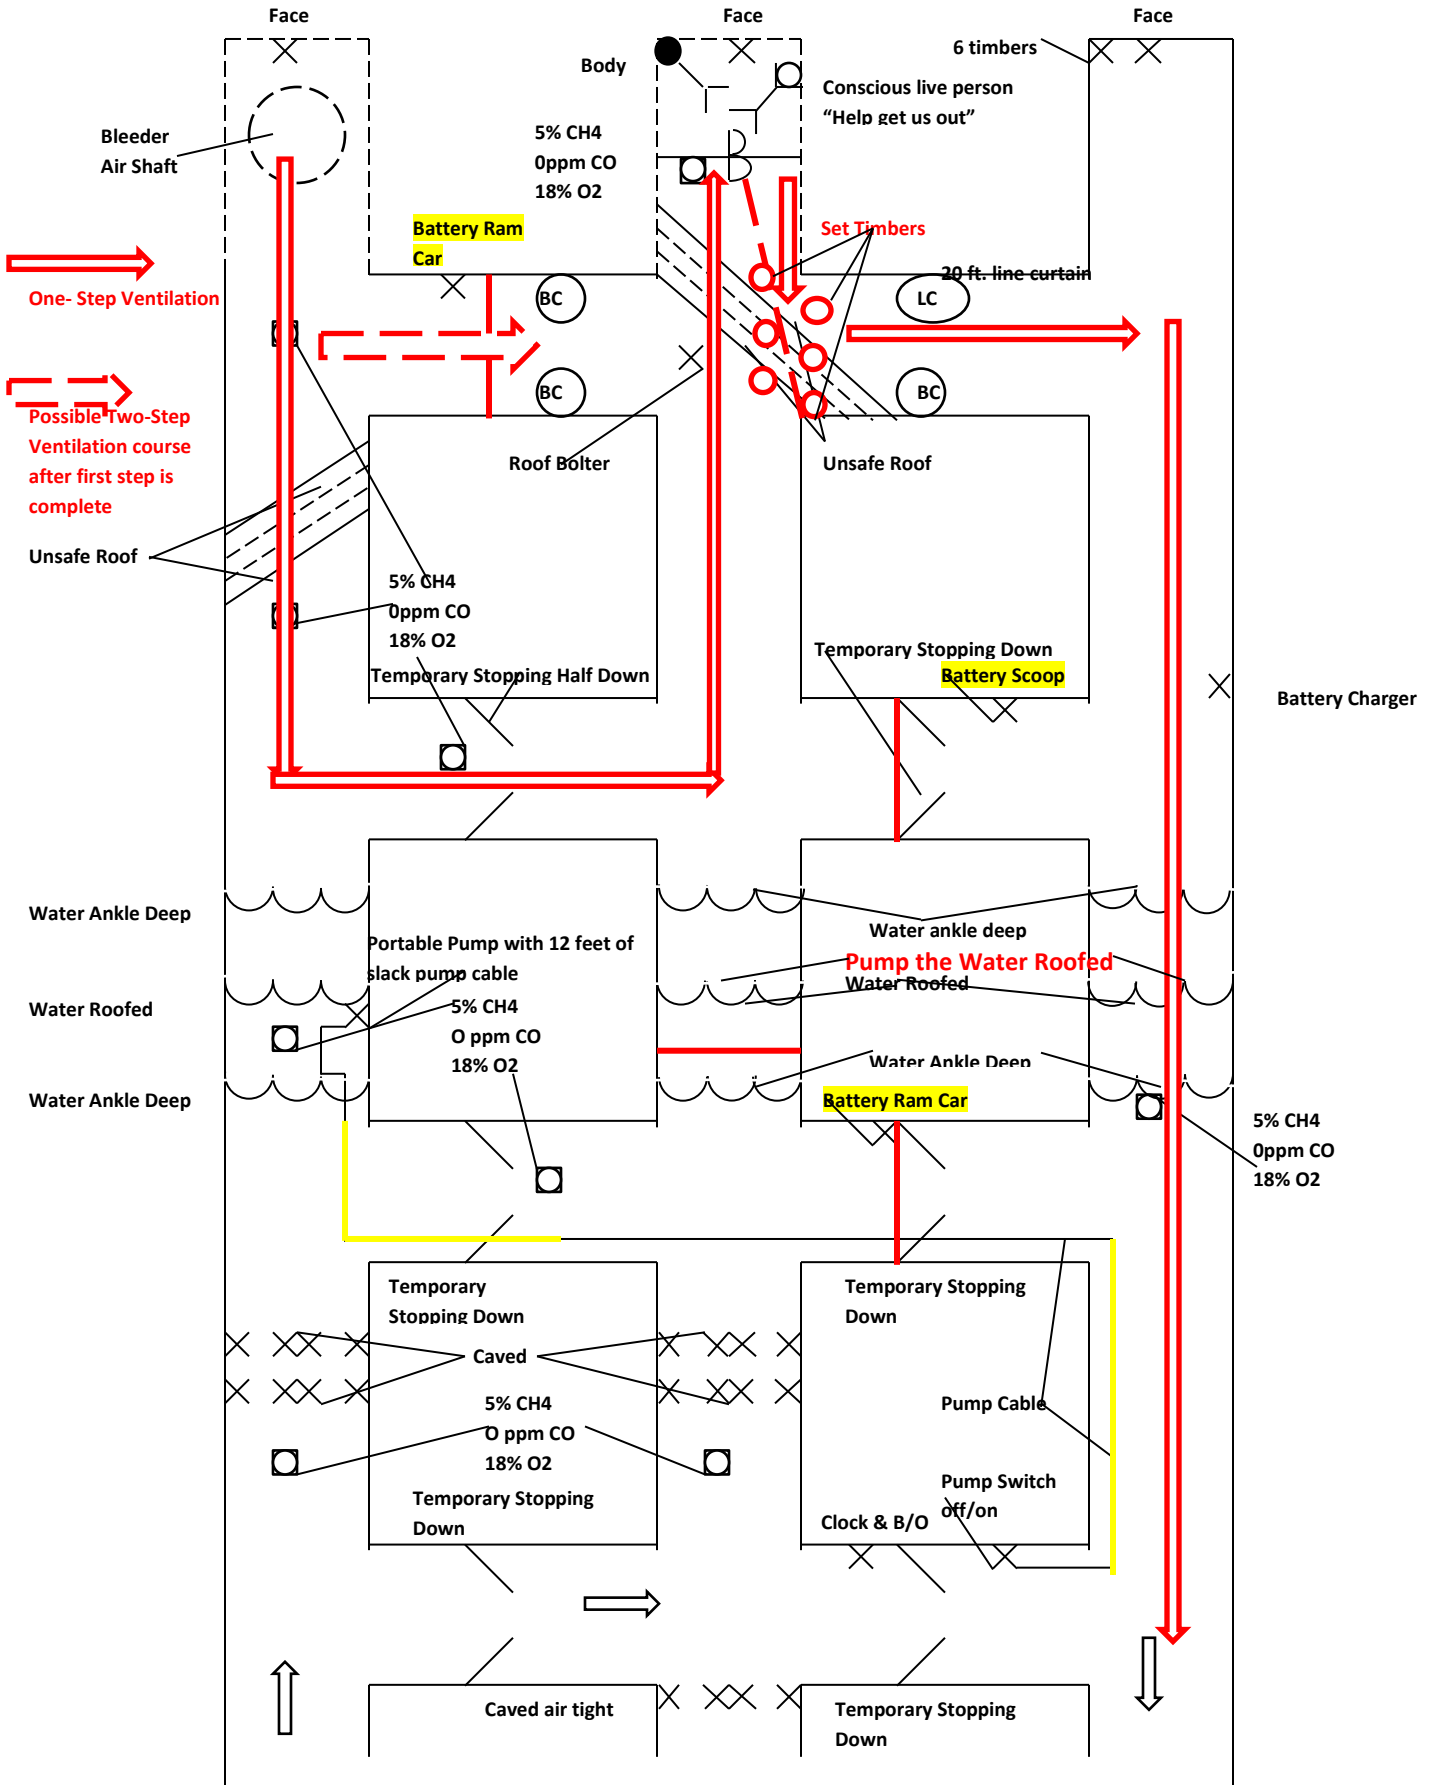 Face
Face
Face
6 timbers
Body
Conscious live person
“Help get us out”
Bleeder
Air Shaft
5% CH4
0ppm CO
18% O2
Battery Ram
Car
Set Timbers
20 ft. line curtain
One- Step Ventilation
BC
LC
BC
BC
Possible Two-Step
Ventilation course
after first step is
complete
Roof Bolter
Unsafe Roof
Unsafe Roof
5% CH4
0ppm CO
18% O2
Temporary Stopping Half Down
Temporary Stopping Down
Battery Scoop
Battery Charger
Water Ankle Deep
Water ankle deep
Portable Pump with 12 feet of
slack pump cable
Pump the Water Roofed
Water Roofed
Water Roofed
5% CH4
O ppm CO
18% O2
Water Ankle Deep
Water Ankle Deep
Battery Ram Car
5% CH4
0ppm CO
18% O2
Temporary
Stopping Down
Temporary Stopping
Down
Caved
5% CH4
O ppm CO
18% O2
Pump Cable
Temporary Stopping
Down
Pump Switch
off/on
Clock & B/O
Caved air tight
Temporary Stopping
Down